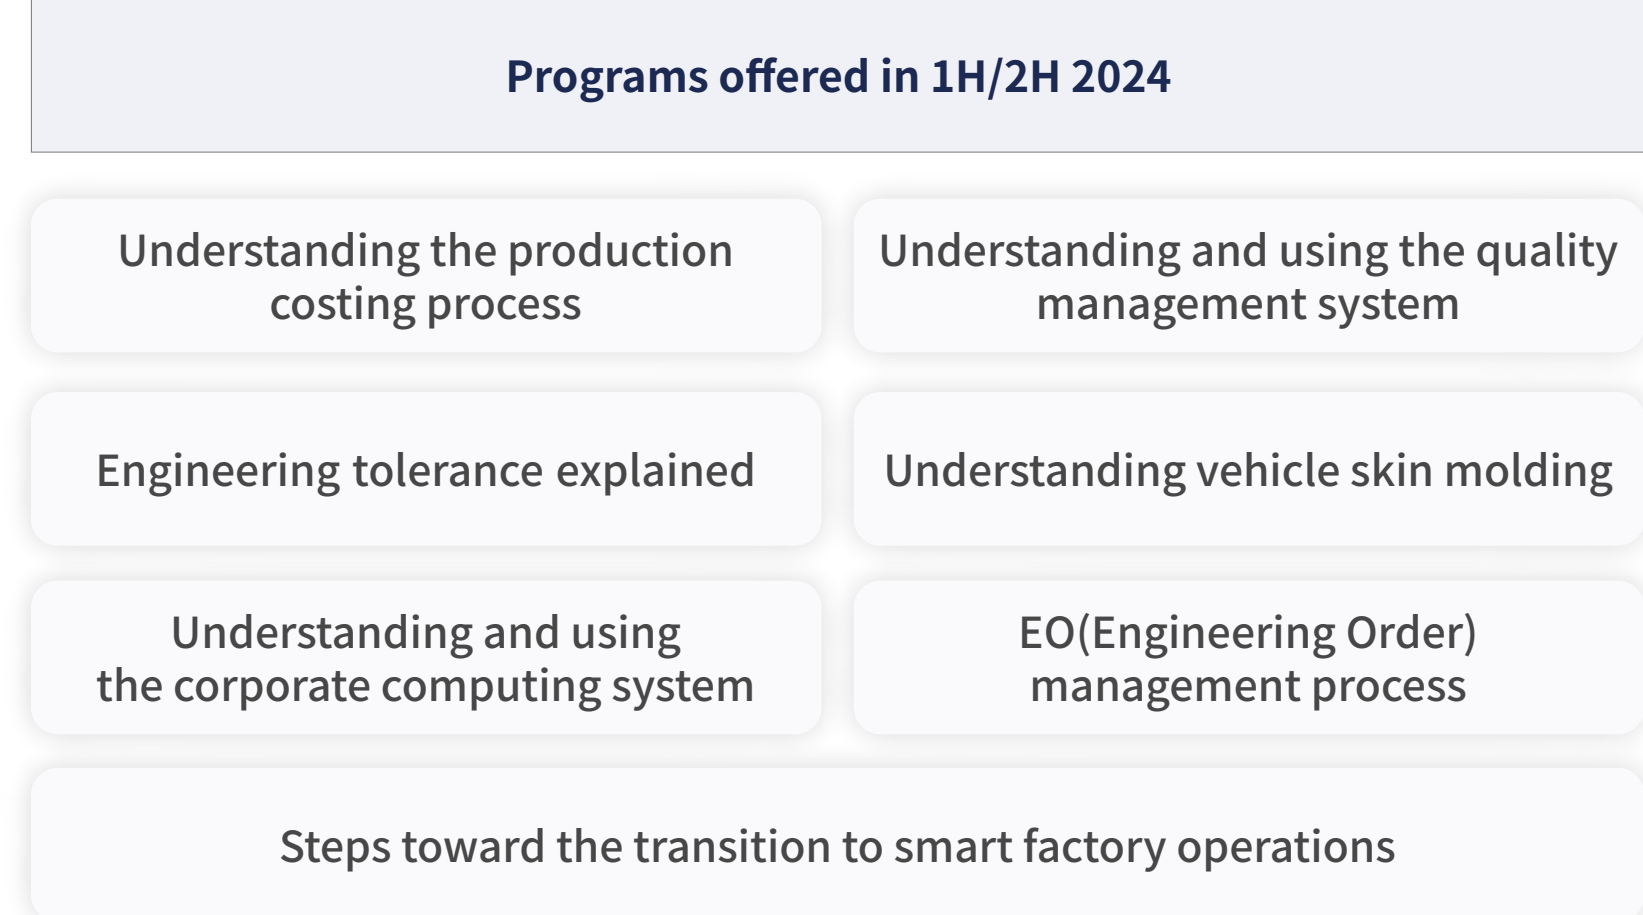 Programs offered in 1H/2H 2024
Understanding the production
costing process
Understanding and using the quality
management system
Engineering tolerance explained
Understanding vehicle skin molding
Understanding and using
the corporate computing system
EO(Engineering Order)
management process
Steps toward the transition to smart factory operations